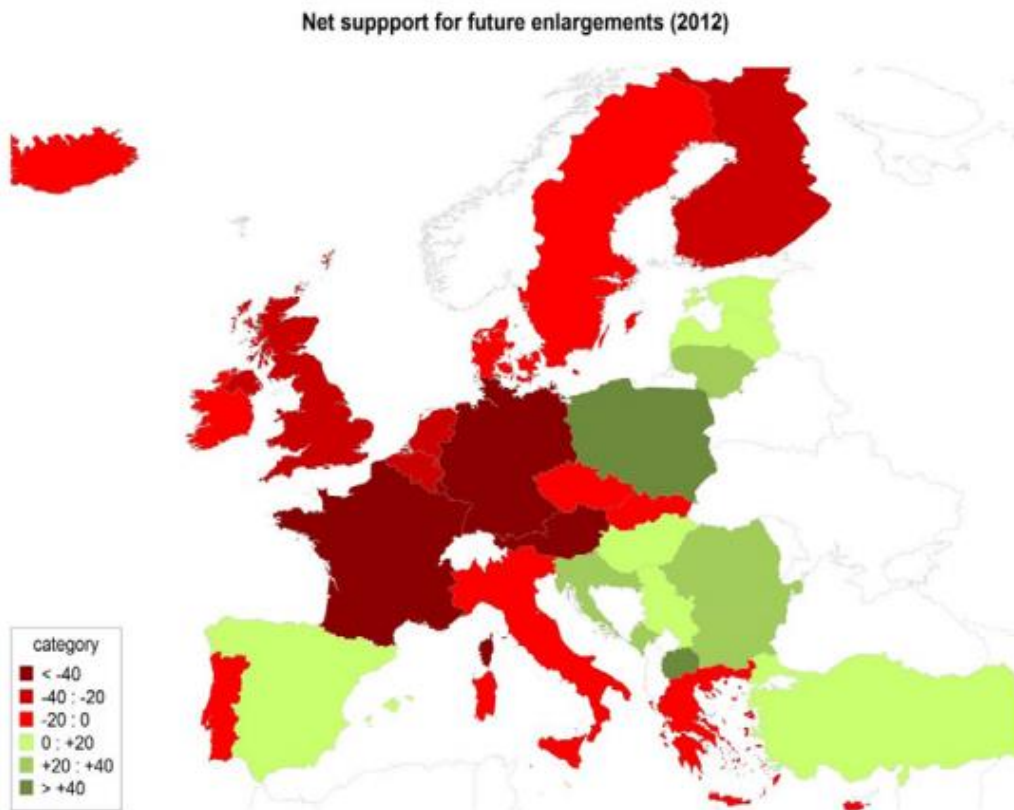 Net suppport for future enlargements (2012)
category
< -40
-40 : -20
-20 : 0
0 : +20
+20 : +40
> +40